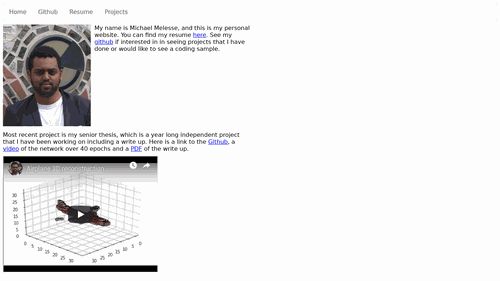 Home Github Resume Projects
My name is Michael Melesse, and this is my personal
website. You can find my resume here. See my
github if interested in in seeing projects that I have
done or would like to see a coding sample.
Most recent project is my senior thesis, which is a year long independent project
that I have been working on including a write up. Here is a link to the Github, a
video of the network over 40 epochs and a PDF of the write up.
Airplane 3D reconstruction
30
25
20
15
10
5
0
0 5 10 15 20 25 30
30 25 20 15 10 5 0